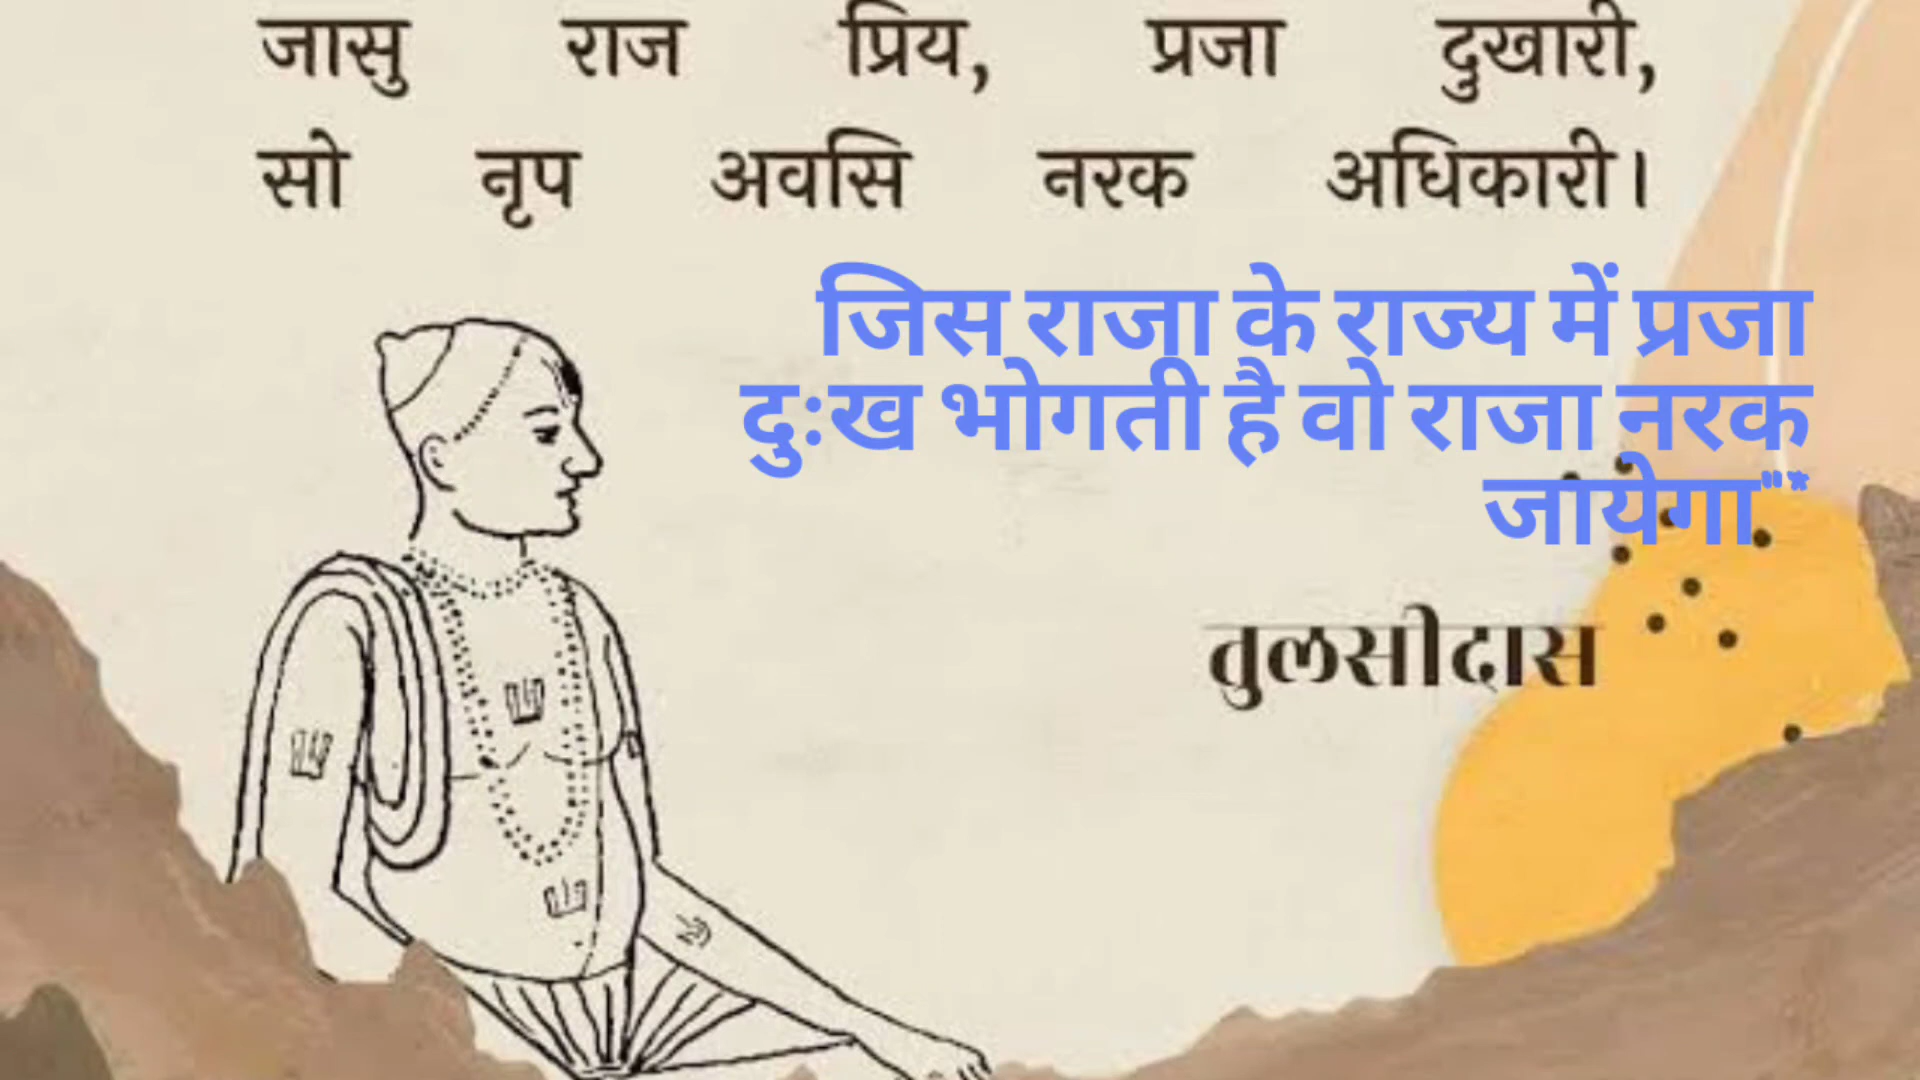 जासु राज प्रिय, प्रजा दुखारी,
सो नृप अवसि नरक अधिकारी।
जिस राजा के राज्य में प्रजा
दुःख भोगती है वो राजा नरक
जायेगा"*
तुलसीदास